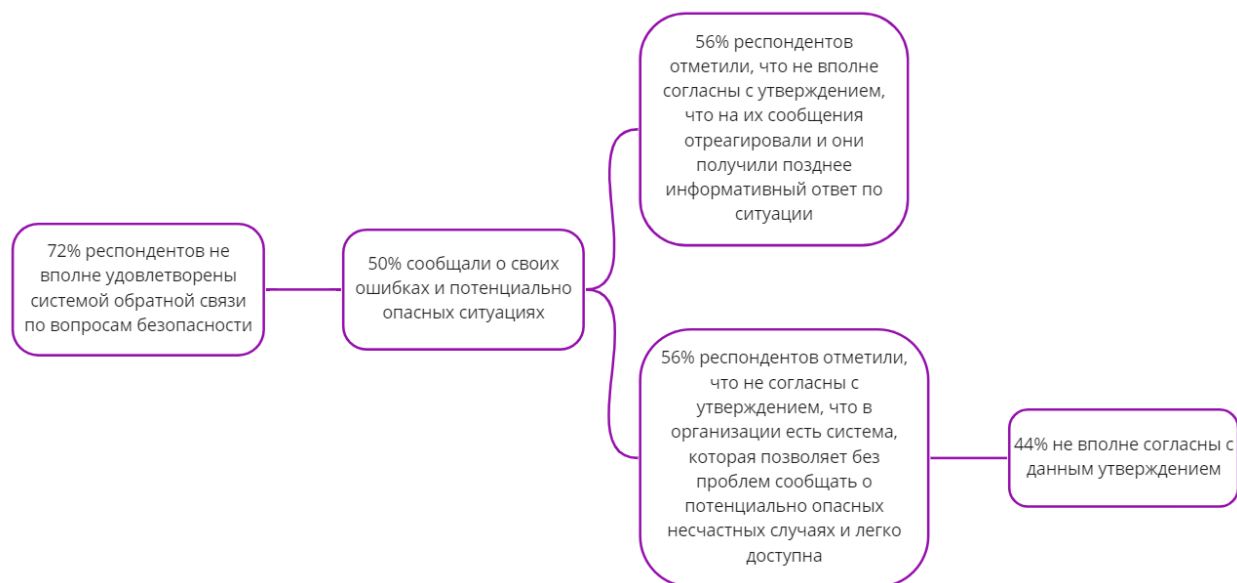 72% респондентов не
вполне удовлетворены
системой обратной связи
по вопросам безопасности
50% сообщали о своих
ошибках и потенциально
опасных ситуациях
56% респондентов
отметили, что не вполне
согласны с утверждением,
что на их сообщения
отреагировали и они
получили позднее
информативный ответ по
ситуации
56% респондентов отметили,
что не согласны с
утверждением, что в
организации есть система,
которая позволяет без
проблем сообщать о
потенциально опасных
несчастных случаях и легко
доступна
44% не вполне согласны с
данным утверждением